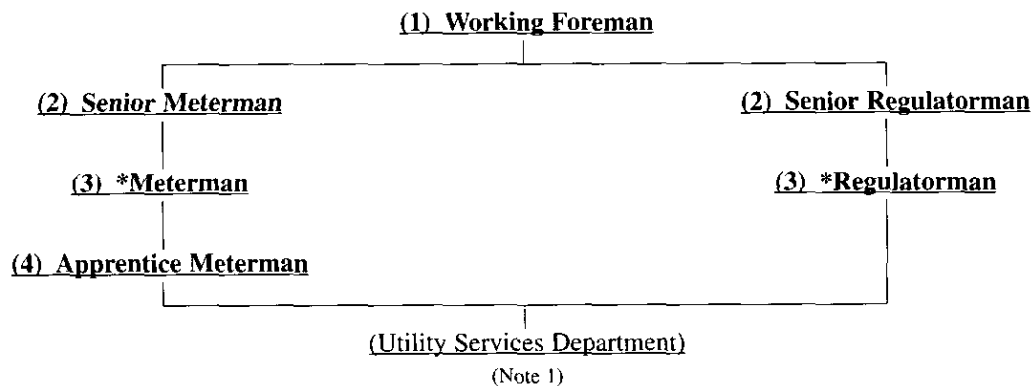 (1) Working Foreman
(2) Senior Meterman
(2) Senior Regulatorman
(3) *Meterman
(3) *Regulatorman
(4) Apprentice Meterman
(Utility Services Department)
(Note 1)